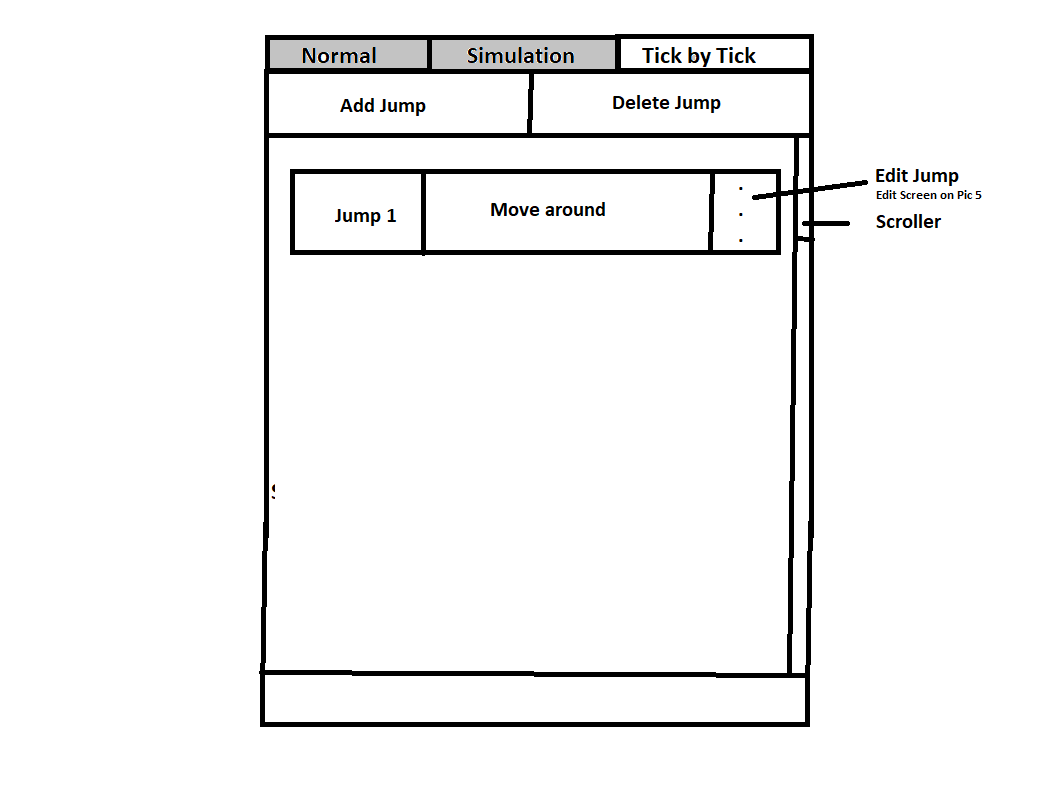 Normal Simulation Tick by Tick
Add Jump Delete Jump
Jump 1 Move around
Edit Jump
Edit Screen on Pic 5
Scroller